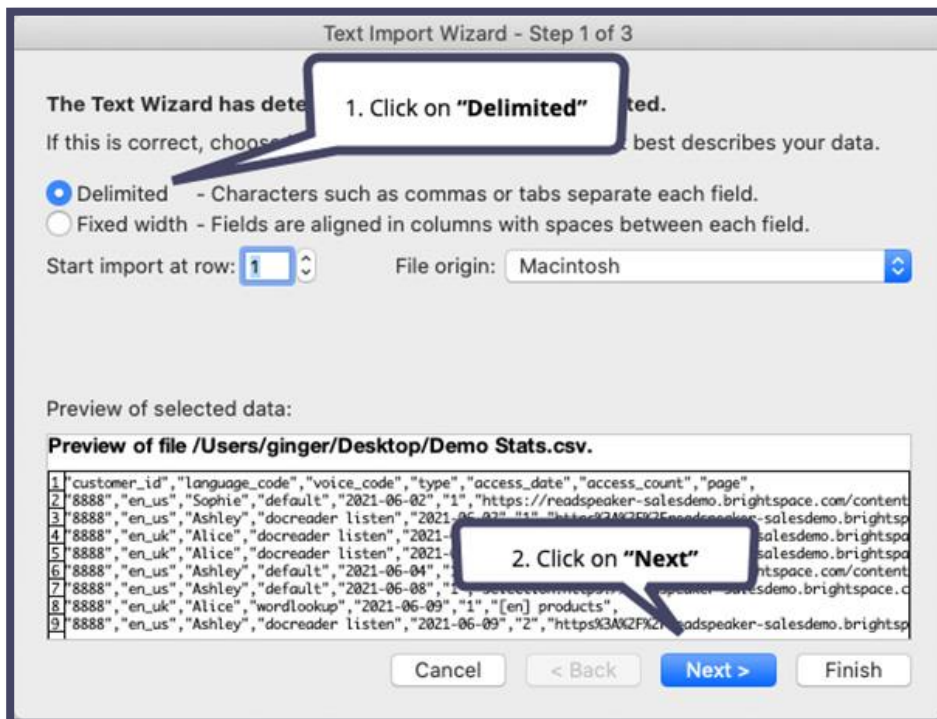 Text Import Wizard - Step 1 of 3
1. Click on "Delimited"
The Text Wizard has dete ted.
If this is correct, choos best describes your data.
Delimited - Characters such as commas or tabs separate each field.
Fixed width - Fields are aligned in columns with spaces between each field.
Start import at row: 1 File origin: Macintosh
Preview of selected data:
Preview of file /Users/ginger/Desktop/Demo Stats.csv.
1 "customer_id","language_code","voice_code","type","access_date","access_count","page",
2 "8888","en_us","Sophie","default","2021-06-02","1","https://readspeaker-salesdemo.brightspace.com/content
3 "8888","en_us","Ashley","docreader listen","2021-06-02","1","https%3A%2F%2Freadspeaker-salesdemo.brightsp
4 "8888","en_uk","Alice","docreader listen","2021- salesdemo.brightspa
5 "8888","en_uk","Alice","docreader listen","2021- salesdemo.brightspa
6 "8888","en_us","Ashley","default","2021-06-04"," htspace.com/content
2. Click on "Next"
7 "8888","en_us","Ashley","default","2021-06-08","1" salesdemo.brightspace.c
8 "8888","en_uk","Alice","wordlookup","2021-06-09","1","[en] products",
9 "8888","en_us","Ashley","docreader listen","2021-06-09","2","https%3A%2F%2F eadspeaker-salesdemo.brightsp
Cancel < Back Next > Finish